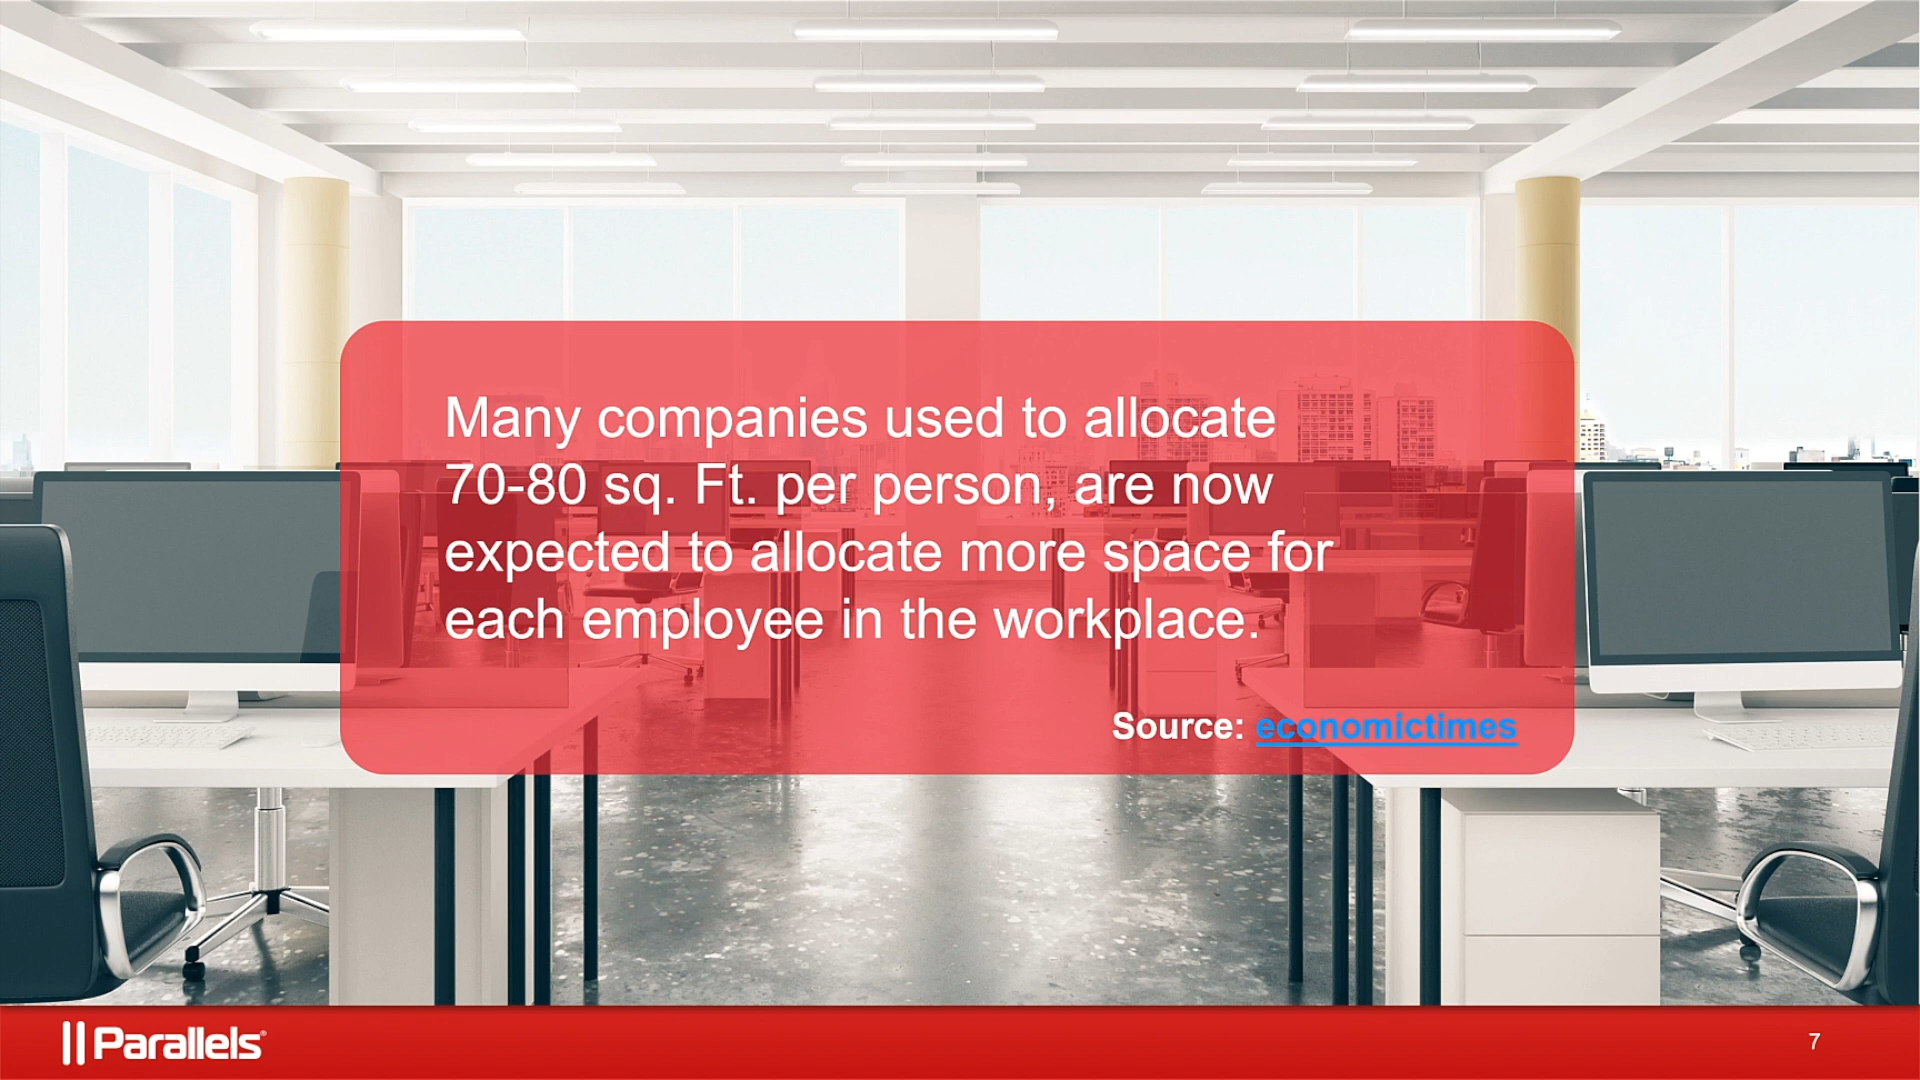 Many companies used to allocate
70-80 sq. Ft. per person, are now
expected to allocate more space for
each employee in the workplace.
Source: economictimes
Parallels®
7